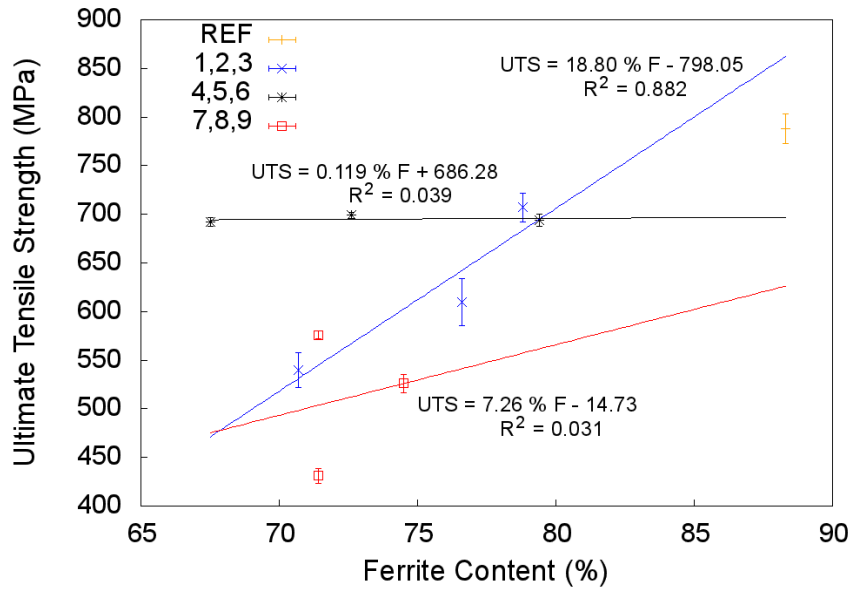 REF
1,2,3
4,5,6
7,8,9
UTS = 18.80 % F - 798.05
R² = 0.882
UTS = 0.119 % F + 686.28
R² = 0.039
UTS = 7.26 % F - 14.73
R² = 0.031
Ultimate Tensile Strength (MPa)
900
850
800
750
700
650
600
550
500
450
400
65 70 75 80 85 90
Ferrite Content (%)